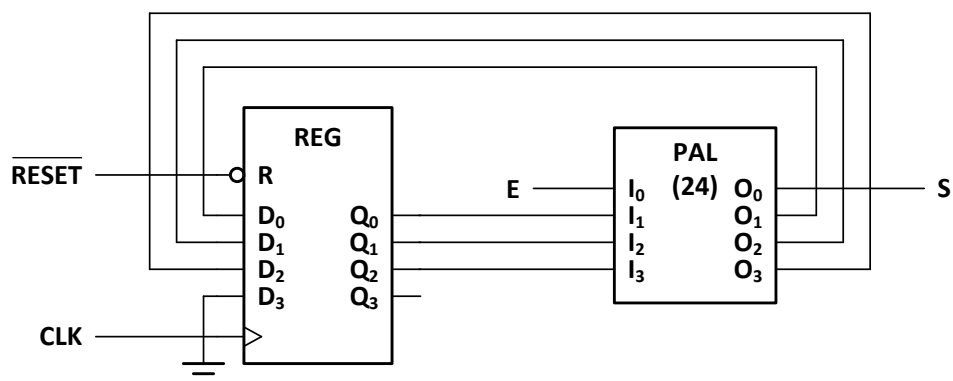 REG
PAL
(24)
RESET
R
E
I₀
O₀
S
D₀
Q₀
I₁
O₁
D₁
Q₁
I₂
O₂
D₂
Q₂
I₃
O₃
D₃
Q₃
CLK